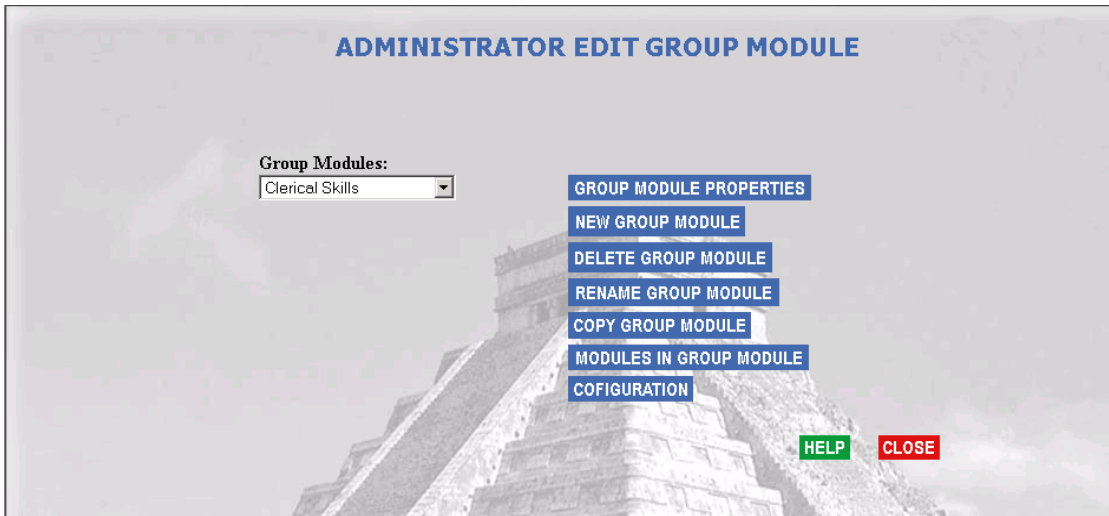 ADMINISTRATOR EDIT GROUP MODULE
Group Modules:
Clerical Skills
GROUP MODULE PROPERTIES
NEW GROUP MODULE
DELETE GROUP MODULE
RENAME GROUP MODULE
COPY GROUP MODULE
MODULES IN GROUP MODULE
COFIGURATION
HELP CLOSE